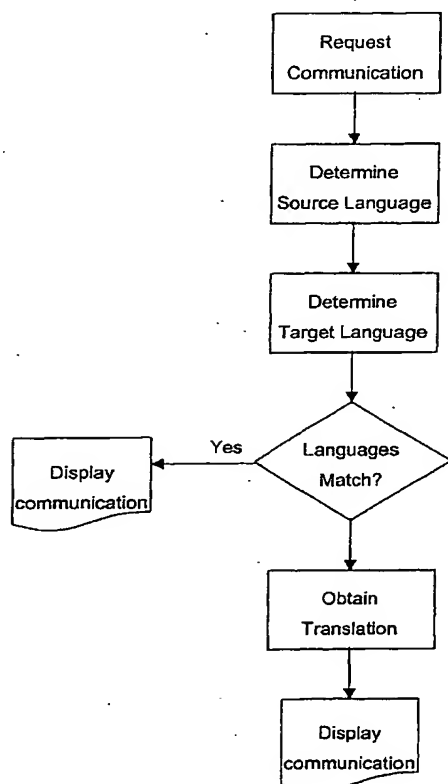 Request
Communication
Determine
Source Language
Determine
Target Language
Languages
Match?
Yes
Display
communication
Obtain
Translation
Display
communication